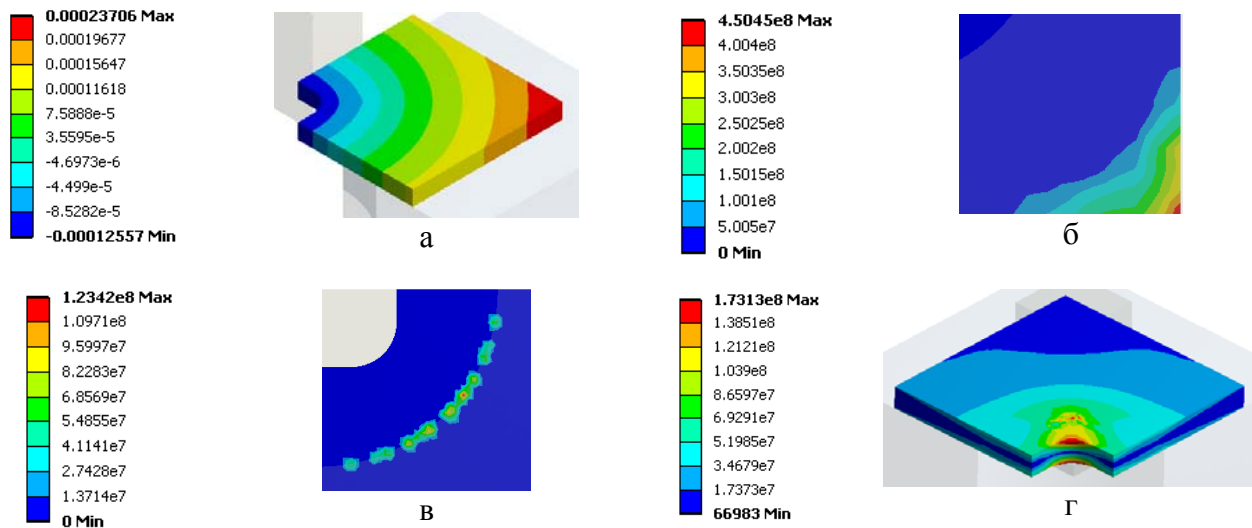 0.00023706 Max
0.00019677
0.00015647
0.00011618
7.5888e-5
3.5595e-5
-4.6973e-6
-4.499e-5
-8.5282e-5
-0.00012557 Min
а
4.5045e8 Max
4.004e8
3.5035e8
3.003e8
2.5025e8
2.002e8
1.5015e8
1.001e8
5.005e7
0 Min
б
1.2342e8 Max
1.0971e8
9.5997e7
8.2283e7
6.8569e7
5.4855e7
4.1141e7
2.7428e7
1.3714e7
0 Min
в
1.7313e8 Max
1.3851e8
1.2121e8
1.039e8
8.6597e7
6.9291e7
5.1985e7
3.4679e7
1.7373e7
66983 Min
г